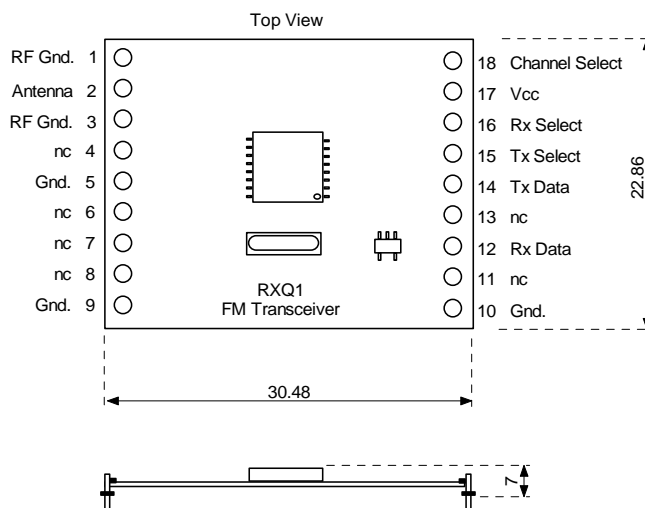 Top View
RF Gnd. 1
Antenna 2
RF Gnd. 3
nc 4
Gnd. 5
nc 6
nc 7
nc 8
Gnd. 9
18 Channel Select
17 Vcc
16 Rx Select
15 Tx Select
14 Tx Data
13 nc
12 Rx Data
11 nc
10 Gnd.
RXQ1
FM Transceiver
22.86
30.48
7